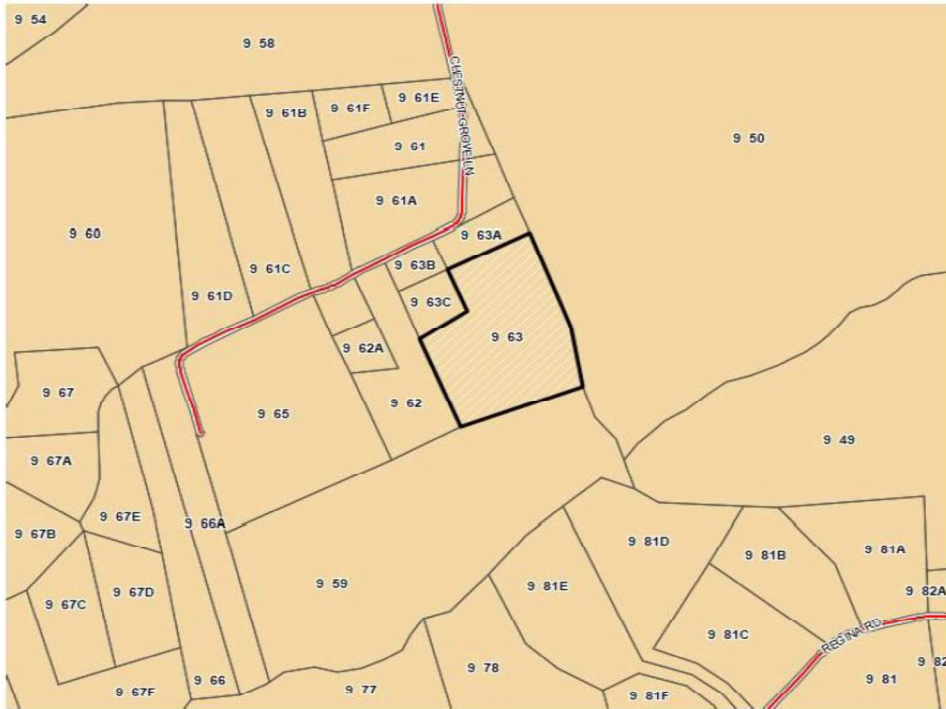 9 54
9 58
CHESTNUT GROVE LN
9 61B
9 61F
9 61E
9 50
9 61
9 61A
9 60
9 63A
9 61C
9 63B
9 61D
9 63C
9 63
9 62A
9 67
9 65
9 62
9 49
9 67A
9 67E
9 66A
9 67B
9 81D
9 81B
9 81A
9 59
9 81E
9 67D
9 82A
9 67C
9 81C
REGINA RD
9 82
9 78
9 66
9 81
9 67F
9 77
9 81F